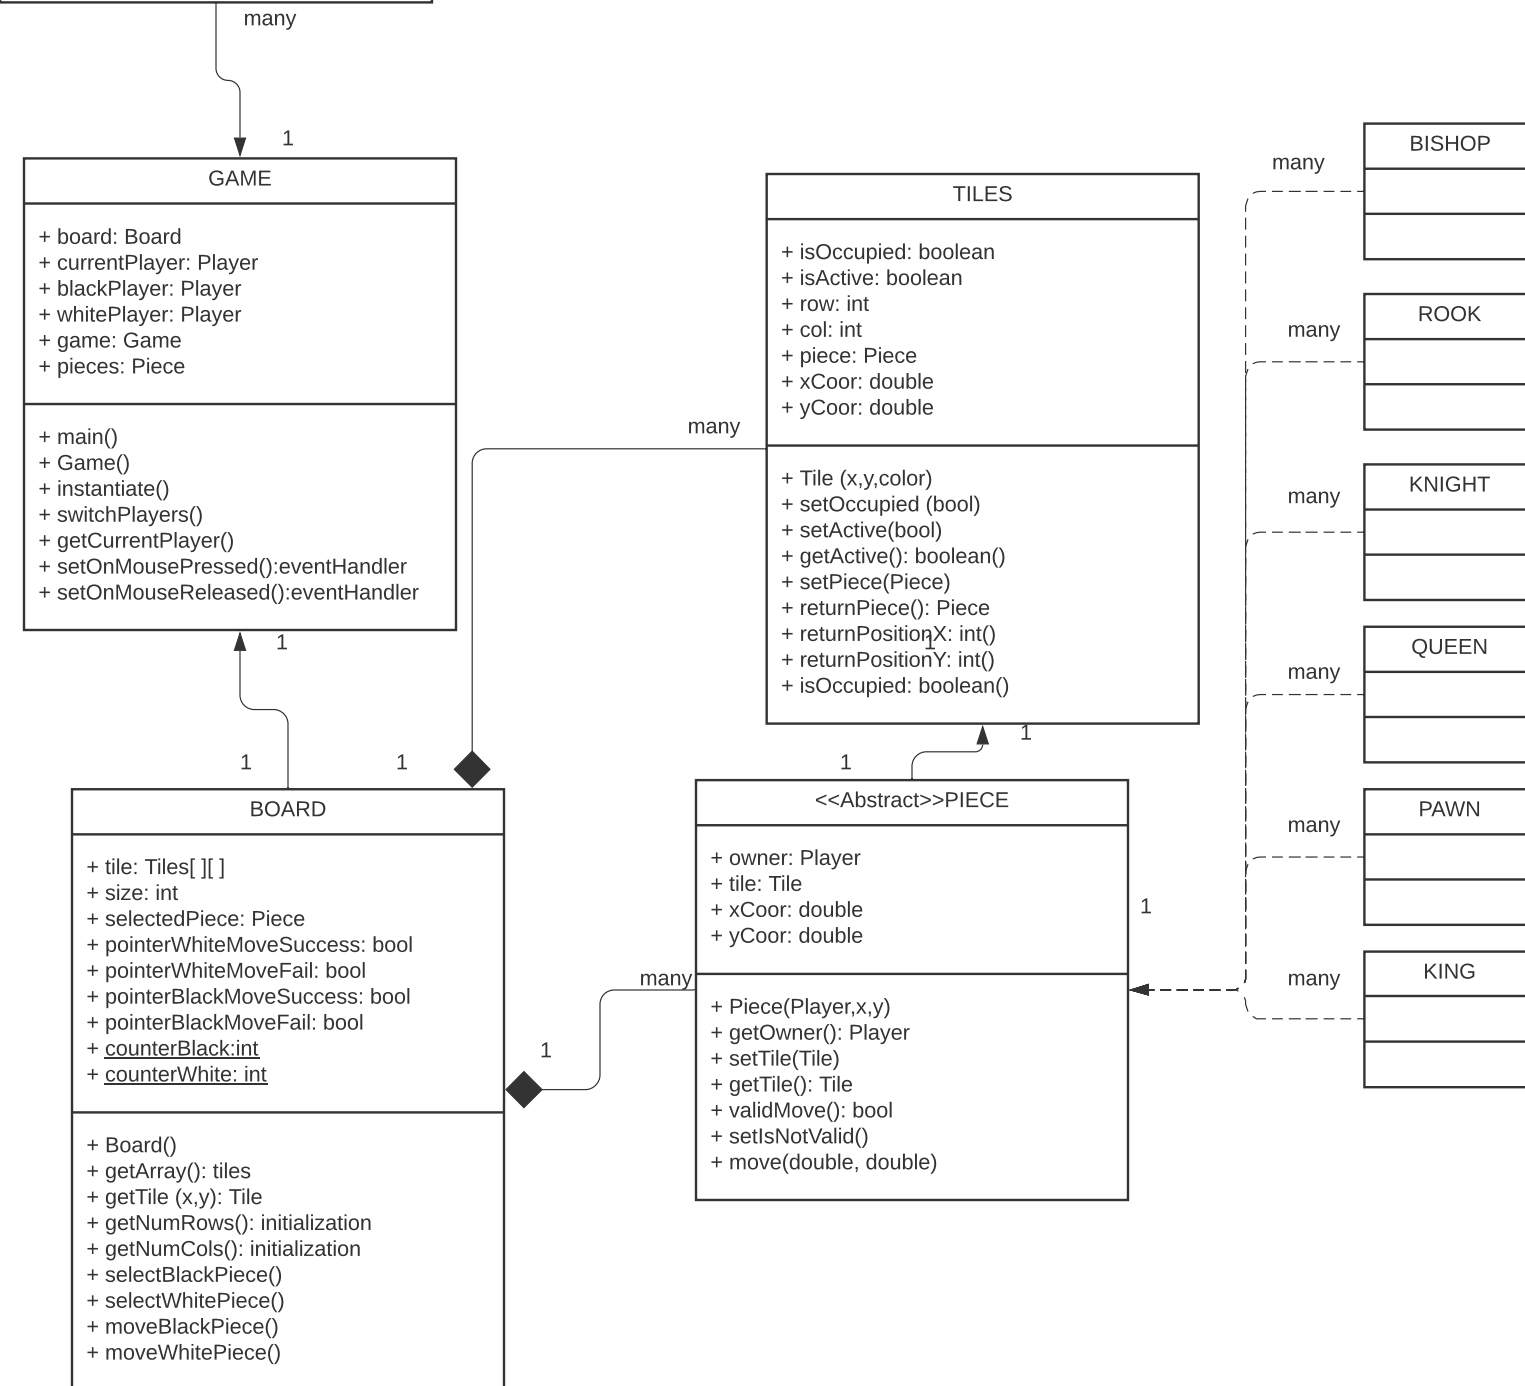 many
1
GAME
+ board: Board
+ currentPlayer: Player
+ blackPlayer: Player
+ whitePlayer: Player
+ game: Game
+ pieces: Piece
+ main()
+ Game()
+ instantiate()
+ switchPlayers()
+ getCurrentPlayer()
+ setOnMousePressed():eventHandler
+ setOnMouseReleased():eventHandler
1
1
1
many
TILES
+ isOccupied: boolean
+ isActive: boolean
+ row: int
+ col: int
+ piece: Piece
+ xCoor: double
+ yCoor: double
+ Tile (x,y,color)
+ setOccupied (bool)
+ setActive(bool)
+ getActive(): boolean()
+ setPiece(Piece)
+ returnPiece(): Piece
+ returnPositionX: int()
1
+ returnPositionY: int()
+ isOccupied: boolean()
1
1
BOARD
+ tile: Tiles[ ][ ]
+ size: int
+ selectedPiece: Piece
+ pointerWhiteMoveSuccess: bool
+ pointerWhiteMoveFail: bool
+ pointerBlackMoveSuccess: bool
+ pointerBlackMoveFail: bool
+ counterBlack:int
+ counterWhite: int
+ Board()
+ getArray(): tiles
+ getTile (x,y): Tile
+ getNumRows(): initialization
+ getNumCols(): initialization
+ selectBlackPiece()
+ selectWhitePiece()
+ moveBlackPiece()
+ moveWhitePiece()
1
many
<<Abstract>>PIECE
+ owner: Player
+ tile: Tile
+ xCoor: double
+ yCoor: double
+ Piece(Player,x,y)
+ getOwner(): Player
+ setTile(Tile)
+ getTile(): Tile
+ validMove(): bool
+ setIsNotValid()
+ move(double, double)
1
many
BISHOP
many
ROOK
many
KNIGHT
many
QUEEN
many
PAWN
many
KING